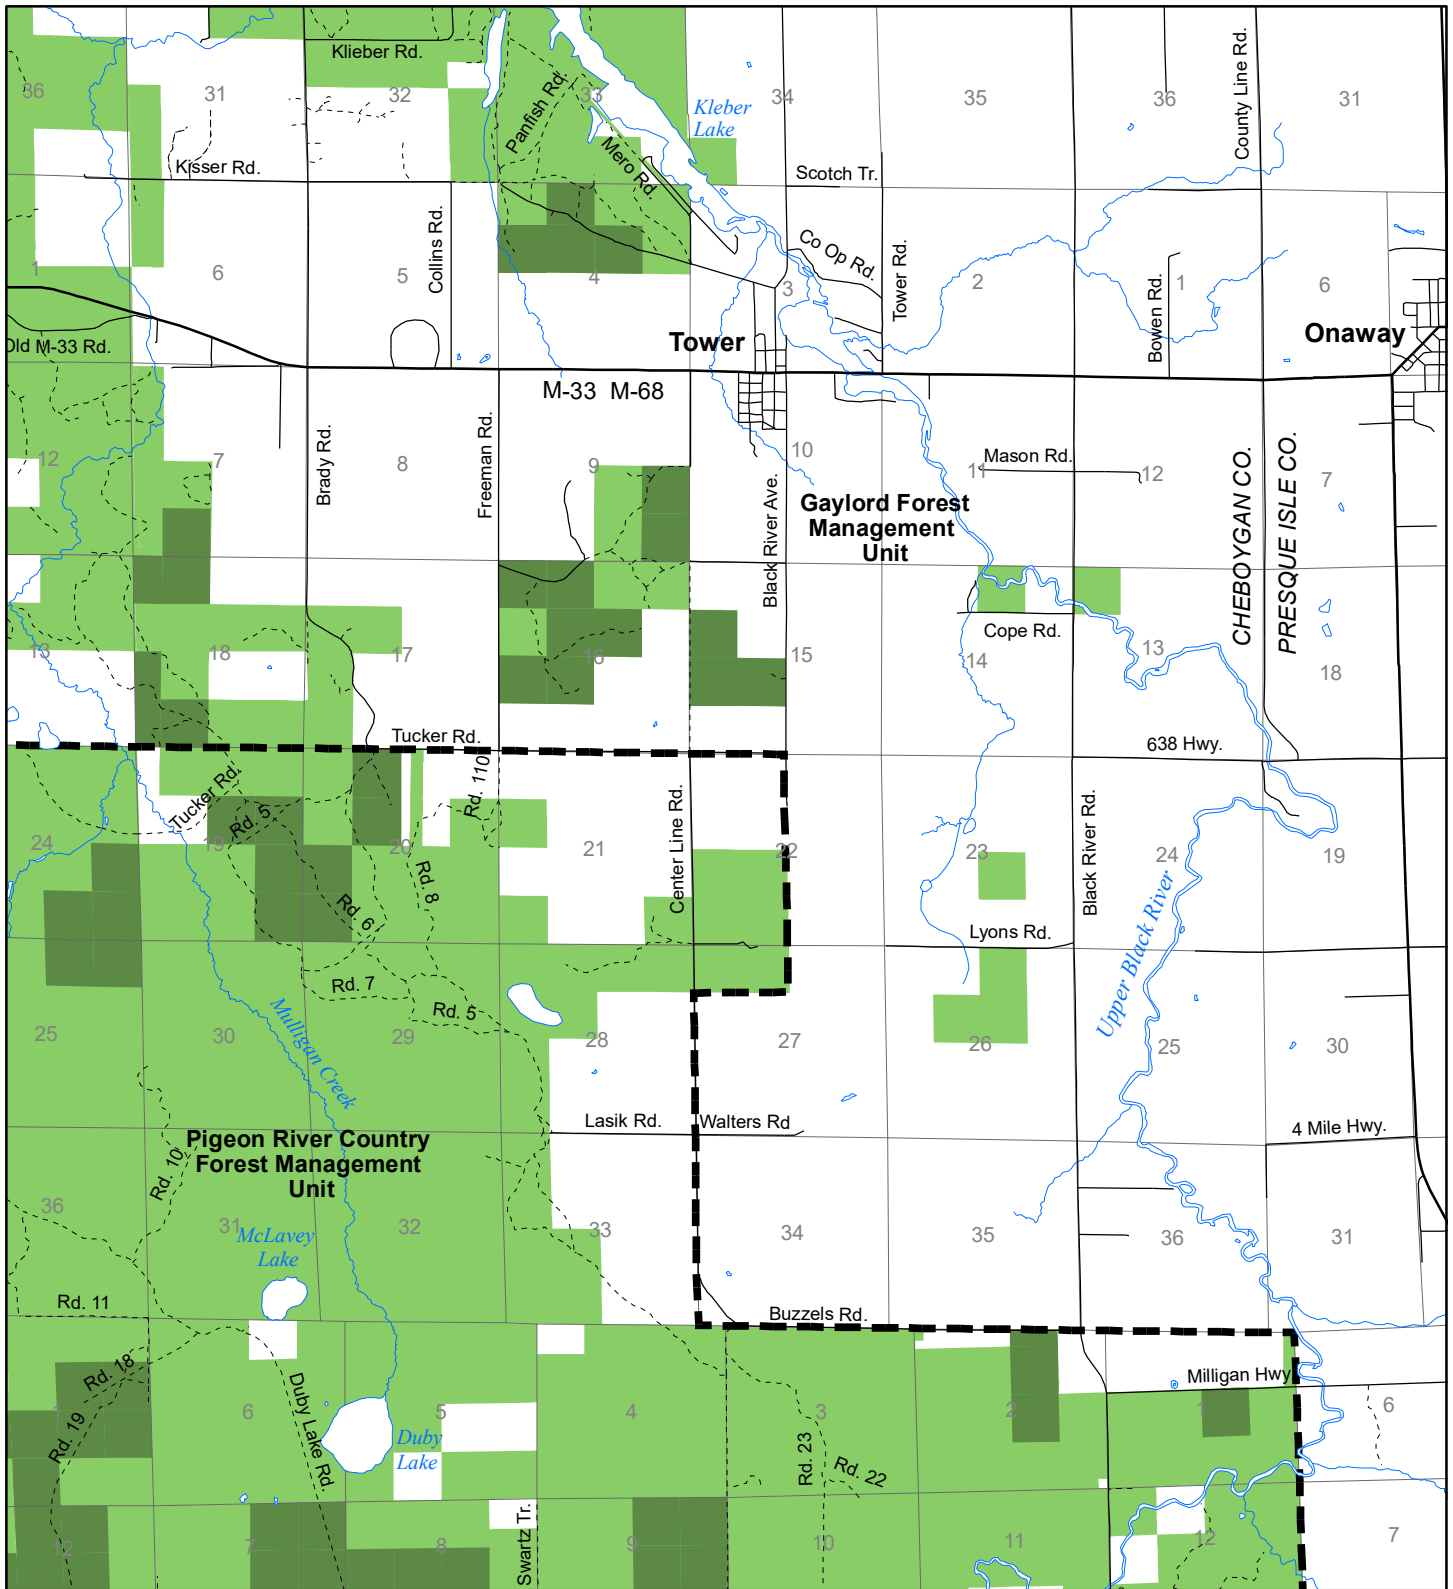 Klieber Rd.
36
31
32
33
34
35
36
31
Panfish Rd.
Kleber
Lake
County Line Rd.
Kisser Rd.
Mero Rd.
Scotch Tr.
Collins Rd.
Co Op Rd.
Tower Rd.
1
6
5
4
3
2
Bowen Rd.
1
6
Old M-33 Rd.
Tower
Onaway
M-33 M-68
12
7
Brady Rd.
8
Freeman Rd.
9
10
Black River Ave.
11
Mason Rd.
12
CHEBOYGAN CO.
PRESQUE ISLE CO.
7
Gaylord Forest
Management
Unit
13
18
17
16
15
14
Cope Rd.
13
18
Tucker Rd.
638 Hwy.
Tucker Rd.
Rd. 5
Rd. 110
Center Line Rd.
Black River Rd.
24
19
20
21
22
23
24
19
Rd. 8
Rd. 6
Lyons Rd.
Upper Black River
Rd. 7
Rd. 5
Mulligan Creek
25
30
29
28
27
26
25
30
Lasik Rd.
Walters Rd
4 Mile Hwy.
Pigeon River Country
Forest Management
Unit
Rd. 10
36
31
32
33
34
35
36
31
McLavey
Lake
Rd. 11
Buzzels Rd.
Rd. 18
Milligan Hwy
Duby Lake Rd.
Rd. 19
1
6
5
4
3
2
1
6
Duby
Lake
Rd. 23
Rd. 22
Swartz Tr.
12
7
8
9
10
11
12
7